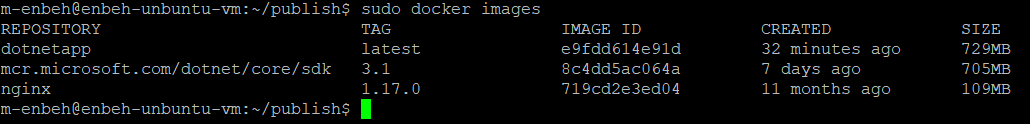 m-enbeh@enbeh-unbuntu-vm:~/publish$ sudo docker images
REPOSITORY TAG IMAGE ID CREATED SIZE
dotnetapp latest e9fdd614e91d 32 minutes ago 729MB
mcr.microsoft.com/dotnet/core/sdk 3.1 8c4dd5ac064a 7 days ago 705MB
nginx 1.17.0 719cd2e3ed04 11 months ago 109MB
m-enbeh@enbeh-unbuntu-vm:~/publish$